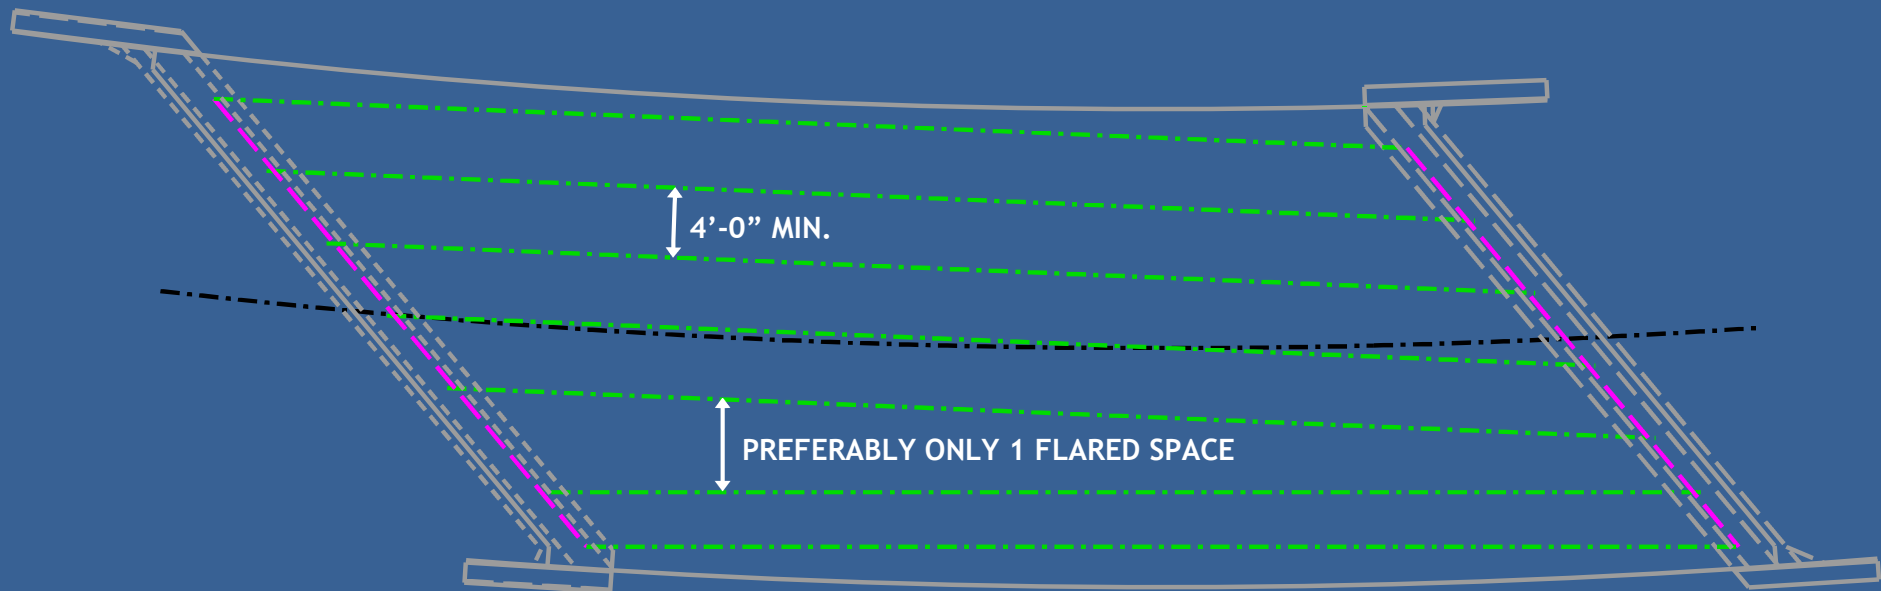 4’-0” MIN.
PREFERABLY ONLY 1 FLARED SPACE